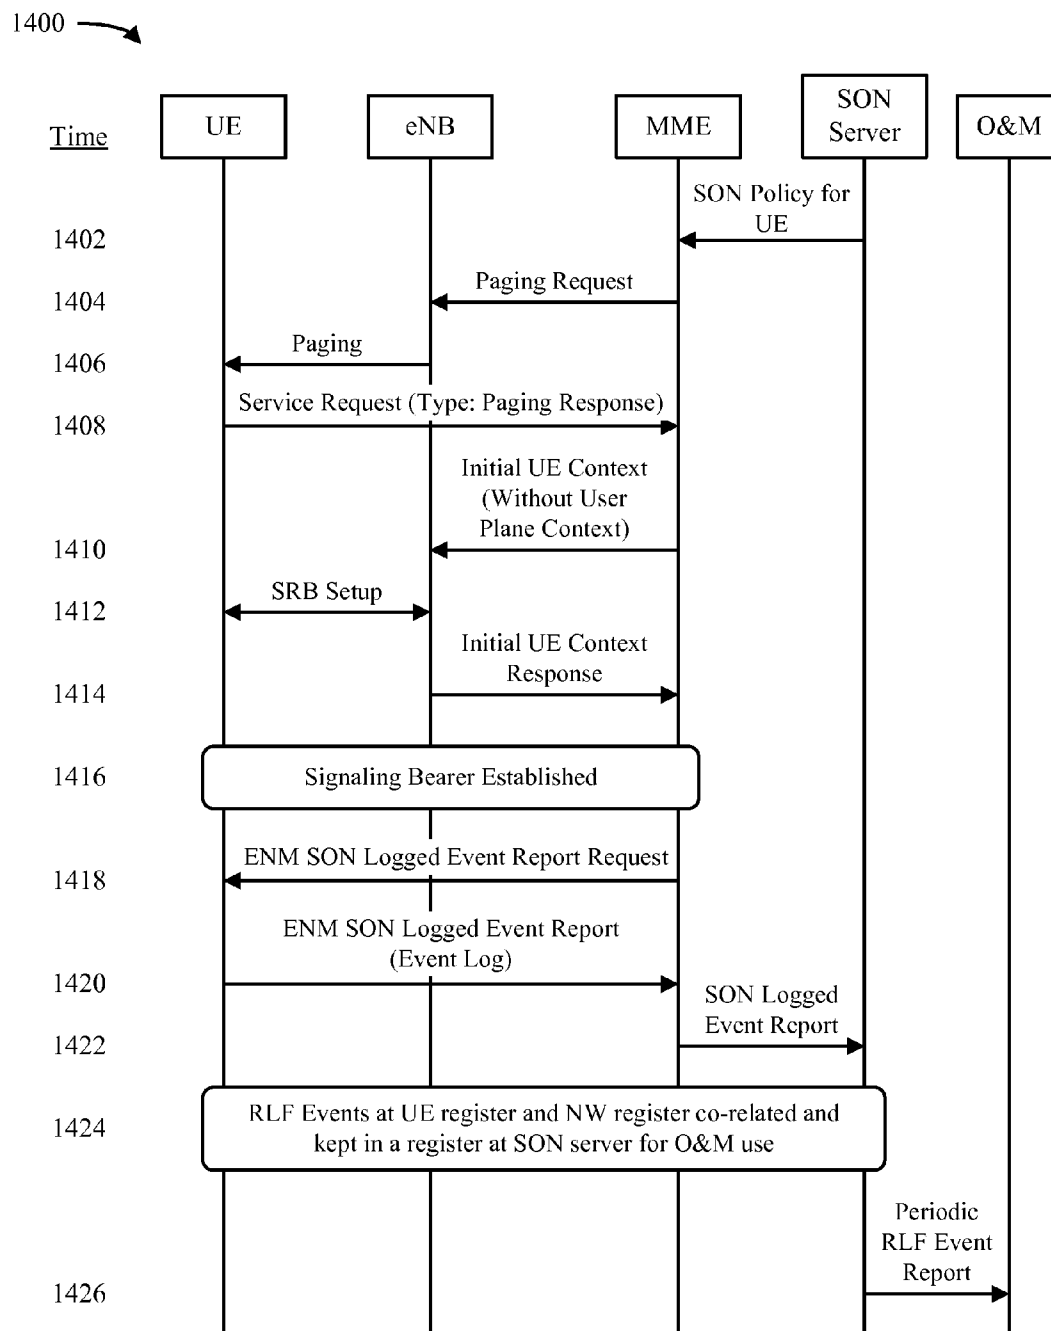 1400
Time
UE
eNB
MME
SON
Server
O&M
SON Policy for
UE
1402
Paging Request
1404
Paging
1406
Service Request (Type: Paging Response)
1408
Initial UE Context
(Without User
Plane Context)
1410
SRB Setup
1412
Initial UE Context
Response
1414
Signaling Bearer Established
1416
ENM SON Logged Event Report Request
1418
ENM SON Logged Event Report
(Event Log)
1420
SON Logged
Event Report
1422
RLF Events at UE register and NW register co-related and
kept in a register at SON server for O&M use
1424
Periodic
RLF Event
Report
1426